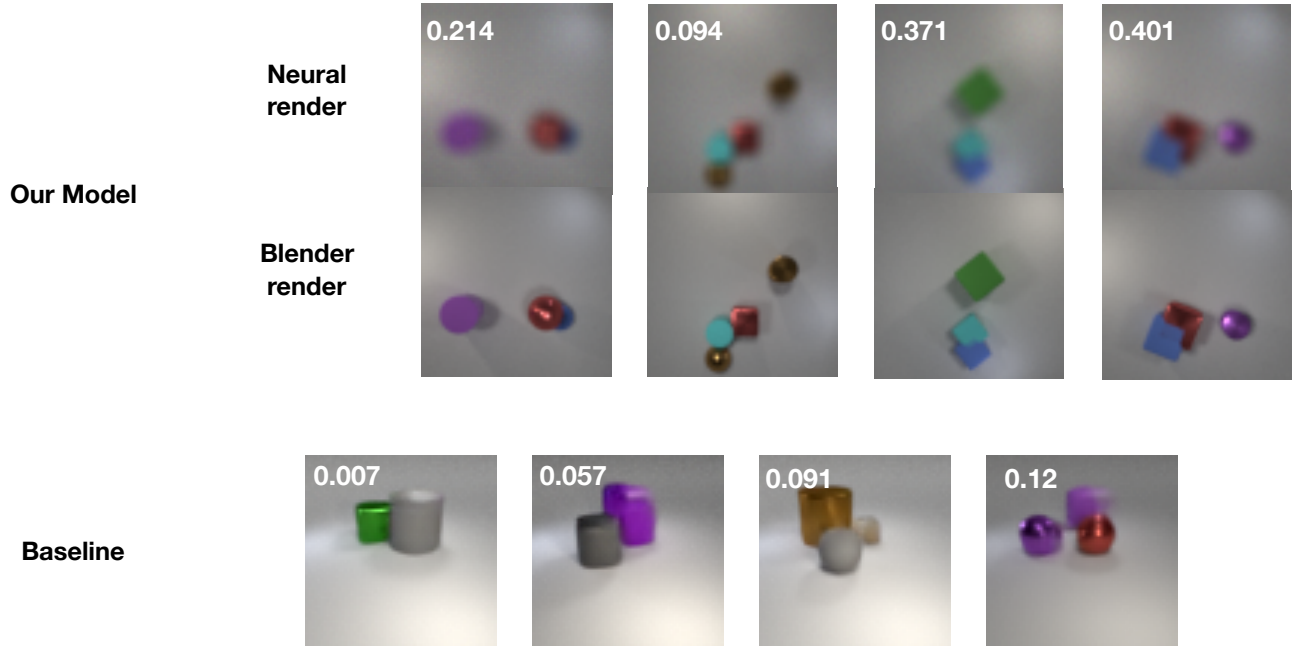 0.214
0.094
0.371
0.401
Neural
render
Our Model
Blender
render
0.007
0.057
0.091
0.12
Baseline